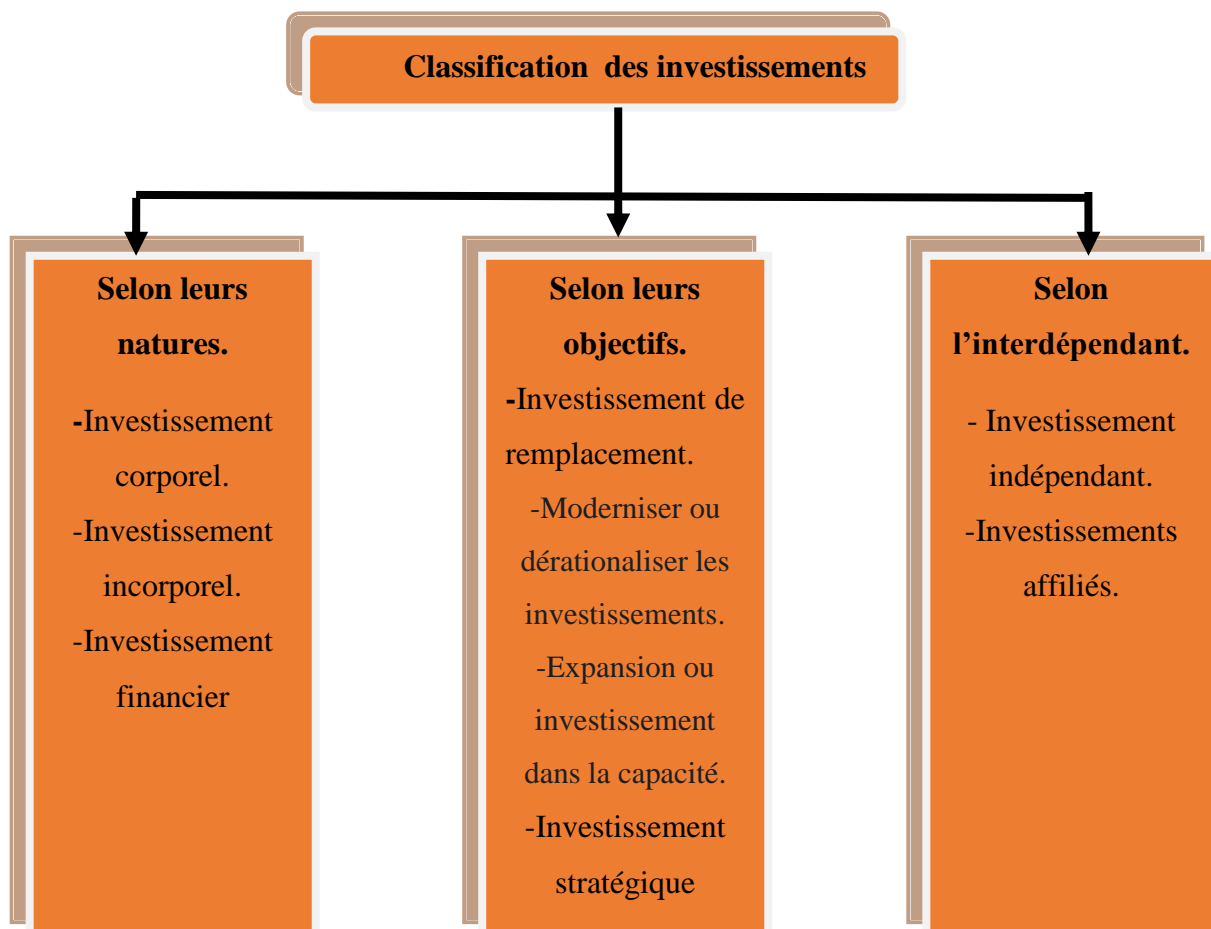 Classification  des investissements
Selon leurs
natures.
-Investissement
corporel.
-Investissement
incorporel.
-Investissement
financier
Selon leurs
objectifs.
-Investissement de
remplacement.
-Moderniser ou
dérationaliser les
investissements.
-Expansion ou
investissement
dans la capacité.
-Investissement
stratégique
Selon
l’interdépendant.
- Investissement
indépendant.
-Investissements
affiliés.